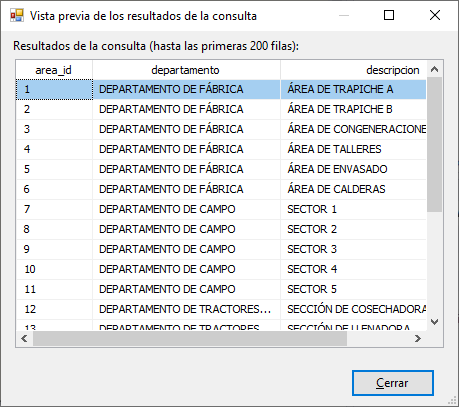 Vista previa de los resultados de la consulta
Resultados de la consulta (hasta las primeras 200 filas):
area_id departamento descripcion
1 DEPARTAMENTO DE FÁBRICA ÁREA DE TRAPICHE A
2 DEPARTAMENTO DE FÁBRICA ÁREA DE TRAPICHE B
3 DEPARTAMENTO DE FÁBRICA ÁREA DE CONGENERACIONE
4 DEPARTAMENTO DE FÁBRICA ÁREA DE TALLERES
5 DEPARTAMENTO DE FÁBRICA ÁREA DE ENVASADO
6 DEPARTAMENTO DE FÁBRICA ÁREA DE CALDERAS
7 DEPARTAMENTO DE CAMPO SECTOR 1
8 DEPARTAMENTO DE CAMPO SECTOR 2
9 DEPARTAMENTO DE CAMPO SECTOR 3
10 DEPARTAMENTO DE CAMPO SECTOR 4
11 DEPARTAMENTO DE CAMPO SECTOR 5
12 DEPARTAMENTO DE TRACTORES... SECCIÓN DE COSECHADORA
13 DEPARTAMENTO DE TRACTORES... SECCIÓN DE LLENADORA
Cerrar